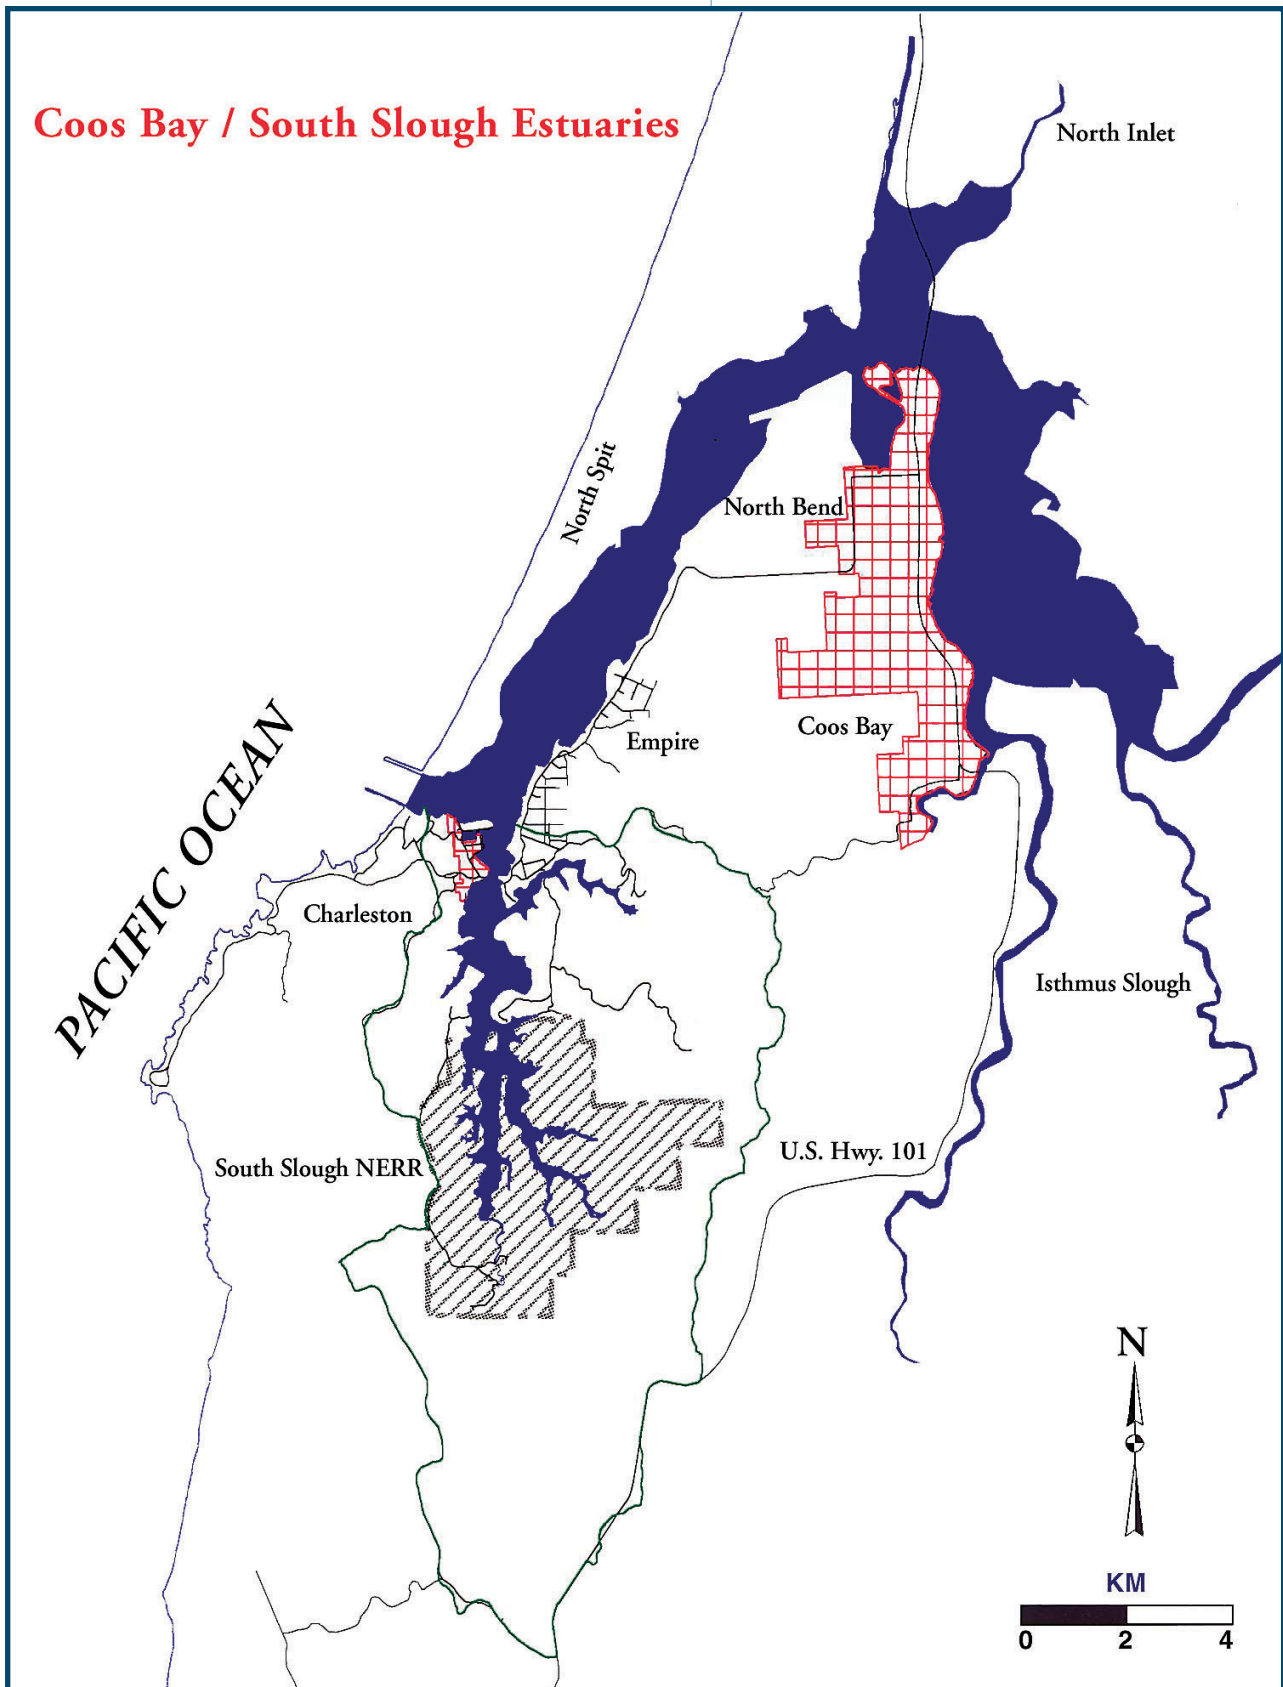 Coos Bay / South Slough Estuaries
North Inlet
North Spit
North Bend
Coos Bay
Empire
PACIFIC OCEAN
Charleston
Isthmus Slough
U.S. Hwy. 101
South Slough NERR
N
KM
0 2 4